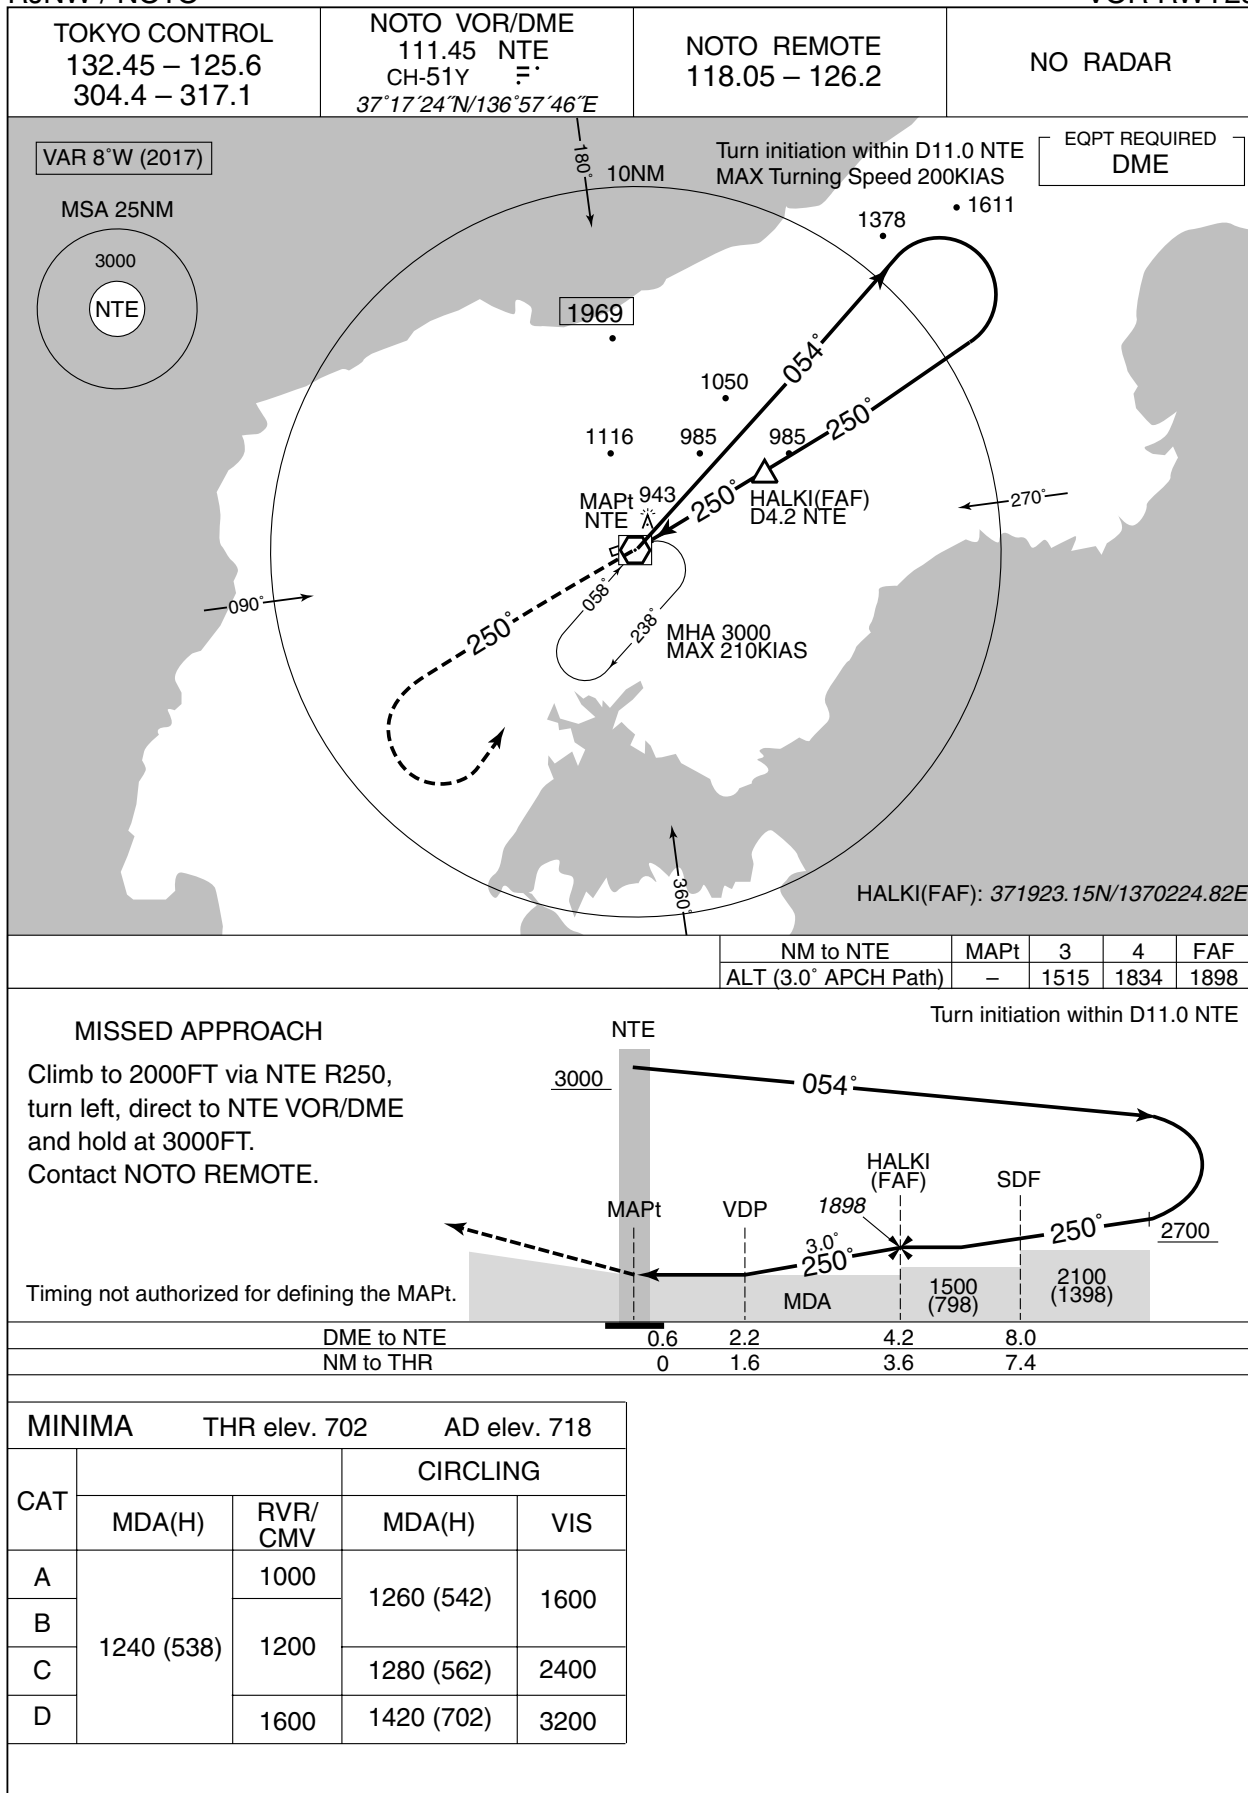 TOKYO CONTROL
132.45 – 125.6
304.4 – 317.1
NOTO VOR/DME
111.45 NTE
CH-51Y
37°17´24˝N/136°57´46˝E
NOTO REMOTE
118.05 – 126.2
NO RADAR
VAR 8°W (2017)
MSA 25NM
3000
NTE
180°
10NM
Turn initiation within D11.0 NTE
MAX Turning Speed 200KIAS
EQPT REQUIRED
DME
1611
1378
1969
054°
1050
250°
1116
985
985
MAPt
NTE
943
250°
HALKI(FAF)
D4.2 NTE
270°
090°
058°
238°
250°
MHA 3000
MAX 210KIAS
360°
HALKI(FAF): 371923.15N/1370224.82E
NM to NTE MAPt 3 4 FAF
ALT (3.0° APCH Path) – 1515 1834 1898
MISSED APPROACH
Climb to 2000FT via NTE R250,
turn left, direct to NTE VOR/DME
and hold at 3000FT.
Contact NOTO REMOTE.
Timing not authorized for defining the MAPt.
Turn initiation within D11.0 NTE
NTE
3000
054°
HALKI
(FAF)
SDF
MAPt
VDP
1898
3.0°
250°
250°
2700
MDA
1500
(798)
2100
(1398)
DME to NTE 0.6 2.2 4.2 8.0
NM to THR 0 1.6 3.6 7.4
MINIMA THR elev. 702 AD elev. 718
CAT
CIRCLING
MDA(H)
RVR/
CMV
MDA(H)
VIS
A
1000
1260 (542)
1600
B
1240 (538)
1200
C
1280 (562)
2400
D
1600
1420 (702)
3200